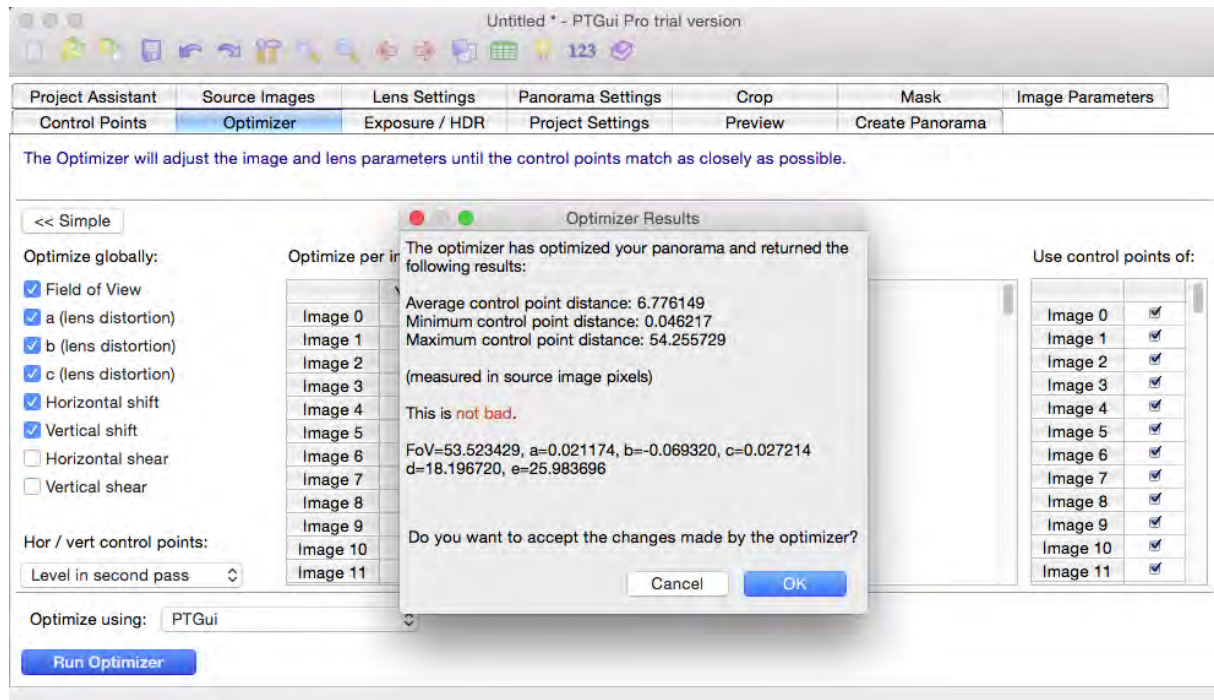 Untitled * - PTGui Pro trial version
123
Project Assistant Source Images Lens Settings Panorama Settings Crop Mask Image Parameters
Control Points Optimizer Exposure / HDR Project Settings Preview Create Panorama
The Optimizer will adjust the image and lens parameters until the control points match as closely as possible.
<< Simple
Optimize globally:
Field of View
a (lens distortion)
b (lens distortion)
c (lens distortion)
Horizontal shift
Vertical shift
Horizontal shear
Vertical shear
Hor / vert control points:
Level in second pass
Optimize using: PTGui
Run Optimizer
Optimize per
Image 0
Image 1
Image 2
Image 3
Image 4
Image 5
Image 6
Image 7
Image 8
Image 9
Image 10
Image 11
Optimizer Results
The optimizer has optimized your panorama and returned the
following results:
Average control point distance: 6.776149
Minimum control point distance: 0.046217
Maximum control point distance: 54.255729
(measured in source image pixels)
This is not bad.
FoV=53.523429, a=0.021174, b=-0.069320, c=0.027214
d=18.196720, e=25.983696
Do you want to accept the changes made by the optimizer?
Cancel OK
Use control points of:
Image 0
Image 1
Image 2
Image 3
Image 4
Image 5
Image 6
Image 7
Image 8
Image 9
Image 10
Image 11